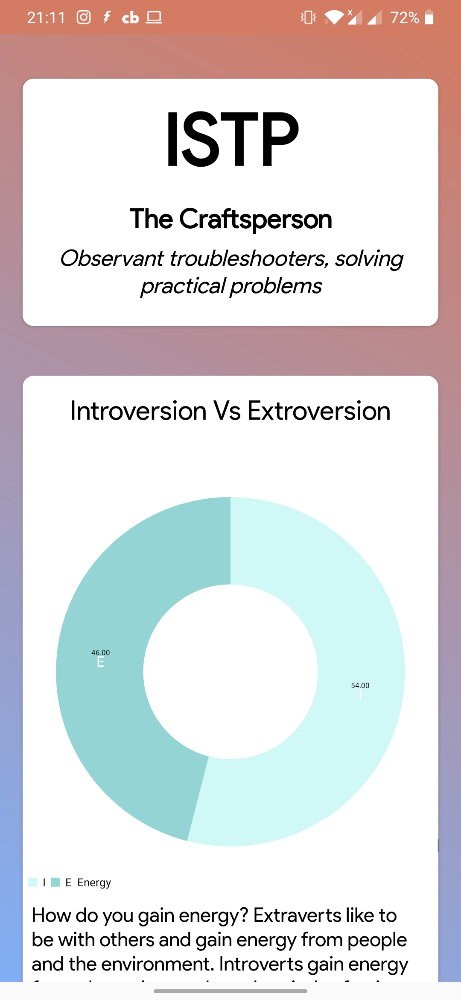 21:11 cb x 72%
ISTP
The Craftsperson
Observant troubleshooters, solving
practical problems
Introversion Vs Extroversion
46.00
E
54.00
I
I E Energy
How do you gain energy? Extraverts like to
be with others and gain energy from people
and the environment. Introverts gain energy